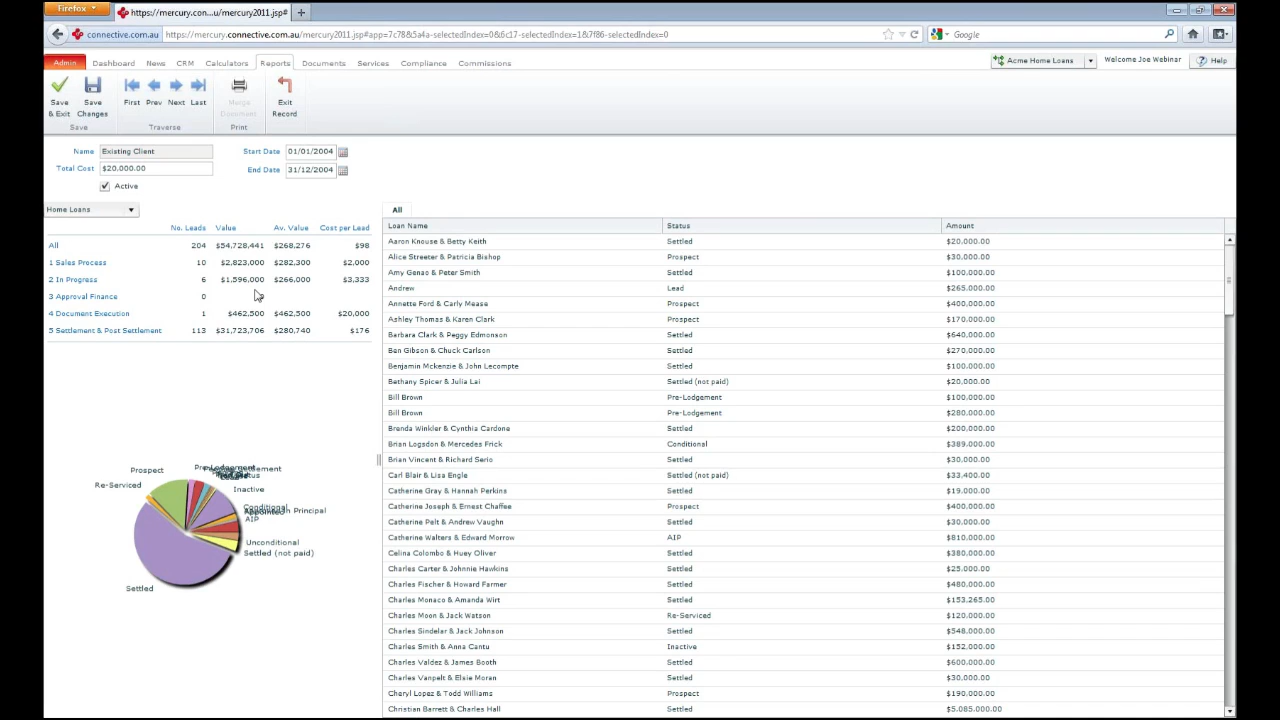 Firefox
https://mercury.con...u/mercury2011.jsp#
connective.com.au https://mercury.connective.com.au/mercury2011.jsp#app=7c78&5a4a-selectedIndex=0&6c17-selectedIndex=1&7f86-selectedIndex=0 Google
Admin Dashboard News CRM Calculators Reports Documents Services Compliance Commissions Acme Home Loans Welcome Joe Webinar Help
Save & Exit Save Changes First Prev Next Last Merge Document Exit Record
Save Traverse Print
Name Existing Client Start Date 01/01/2004
Total Cost $20,000.00 End Date 31/12/2004
Active
Home Loans
No. Leads Value Av. Value Cost per Lead
All 204 $54,728,441 $268,276 $98
1 Sales Process 10 $2,823,000 $282,300 $2,000
2 In Progress 6 $1,596,000 $266,000 $3,333
3 Approval Finance 0
4 Document Execution 1 $462,500 $462,500 $20,000
5 Settlement & Post Settlement 113 $31,723,706 $280,740 $176
Prospect
Re-Serviced
Inactive
AIP
Unconditional
Settled (not paid)
Settled
All
Loan Name Status Amount
Aaron Knouse & Betty Keith Settled $20,000.00
Alice Streeter & Patricia Bishop Prospect $30,000.00
Amy Genao & Peter Smith Settled $100,000.00
Andrew Lead $265,000.00
Annette Ford & Carly Mease Prospect $400,000.00
Ashley Thomas & Karen Clark Prospect $170,000.00
Barbara Clark & Peggy Edmonson Settled $640,000.00
Ben Gibson & Chuck Carlson Settled $270,000.00
Benjamin Mckenzie & John Lecompte Settled $100,000.00
Bethany Spicer & Julia Lai Settled (not paid) $20,000.00
Bill Brown Pre-Lodgement $100,000.00
Bill Brown Pre-Lodgement $280,000.00
Brenda Winkler & Cynthia Cardone Settled $200,000.00
Brian Logsdon & Mercedes Frick Conditional $389,000.00
Brian Vincent & Richard Serio Settled $30,000.00
Carl Blair & Lisa Engle Settled (not paid) $33,400.00
Catherine Gray & Hannah Perkins Settled $19,000.00
Catherine Joseph & Ernest Chaffee Prospect $400,000.00
Catherine Pelt & Andrew Vaughn Settled $30,000.00
Catherine Walters & Edward Morrow AIP $810,000.00
Celina Colombo & Huey Oliver Settled $380,000.00
Charles Carter & Johnnie Hawkins Settled $25,000.00
Charles Fischer & Howard Farmer Settled $480,000.00
Charles Monaco & Amanda Wirt Settled $153,265.00
Charles Moon & Jack Watson Re-Serviced $120,000.00
Charles Sindelar & Jack Johnson Settled $548,000.00
Charles Smith & Anna Cantu Inactive $152,000.00
Charles Valdez & James Booth Settled $600,000.00
Charles Vanpelt & Elsie Moran Settled $30,000.00
Cheryl Lopez & Todd Williams Prospect $190,000.00
Christian Barrett & Charles Hall Settled $5,085,000.00